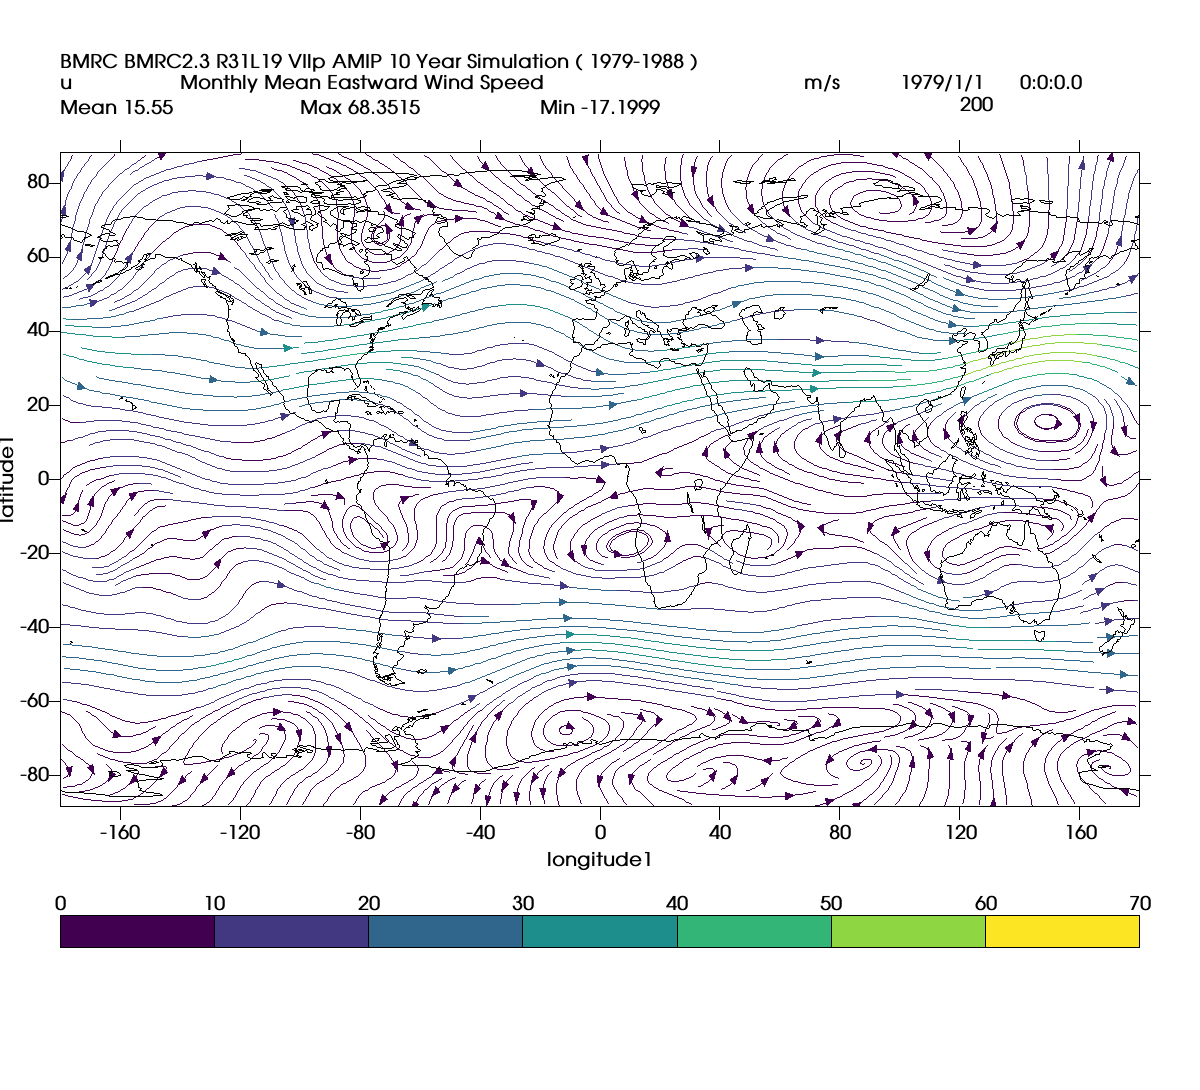 BMRC BMRC2.3 R31L19 VIIp AMIP 10 Year Simulation ( 1979-1988 )
u Monthly Mean Eastward Wind Speed m/s 1979/1/1 0:0:0.0
Mean 15.55 Max 68.3515 Min -17.1999 200
80
60
40
20
0
-20
-40
-60
-80
latitude1
-160 -120 -80 -40 0 40 80 120 160
longitude1
0 10 20 30 40 50 60 70